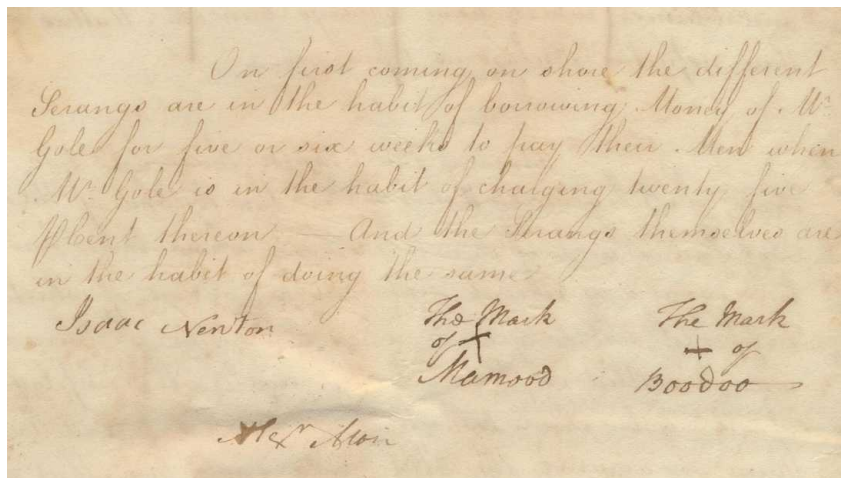 On first coming on shore the different
Serangs are in the habit of borrowing Money of Mr
Gole for five or six weeks to pay their Men when
Mr Gole is in the habit of charging twenty five
P Cent thereon — And the Serangs themselves are
in the habit of doing the same
Isaac Newton
The Mark
of +
Mamood
The Mark
+ of
Boodoo
Alexr